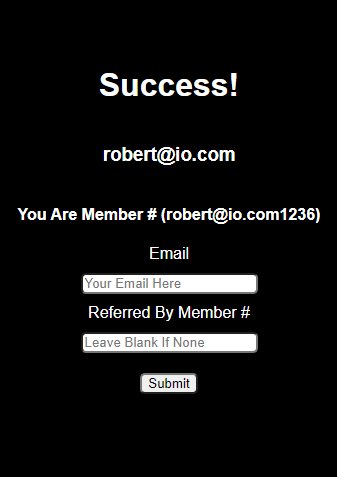 Success!
robert@io.com
You Are Member # (robert@io.com1236)
Email
Your Email Here
Referred By Member #
Leave Blank If None
Submit